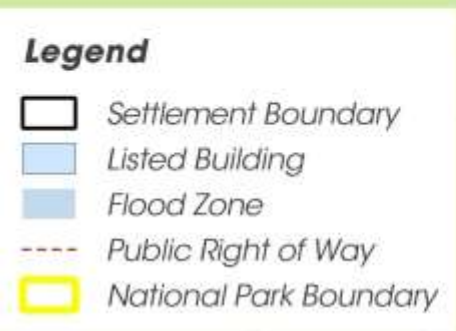 Legend
Settlement Boundary
Listed Building
Flood Zone
Public Right of Way
National Park Boundary